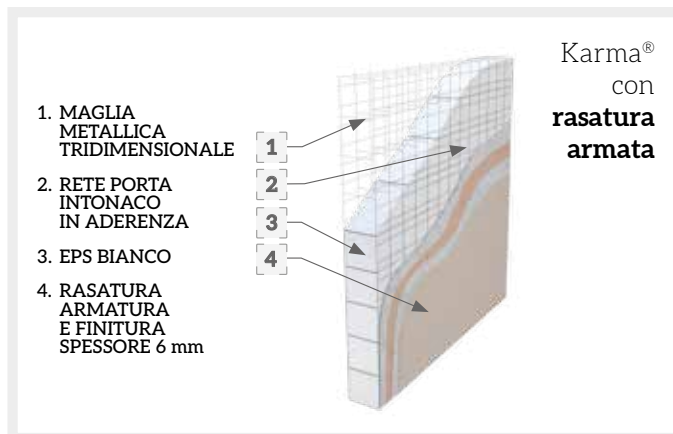 Karma®
con
rasatura
armata
1. MAGLIA
METALLICA
TRIDIMENSIONALE
2. RETE PORTA
INTONACO
IN ADERENZA
3. EPS BIANCO
4. RASATURA
ARMATURA
E FINITURA
SPESSORE 6 mm
1
2
3
4